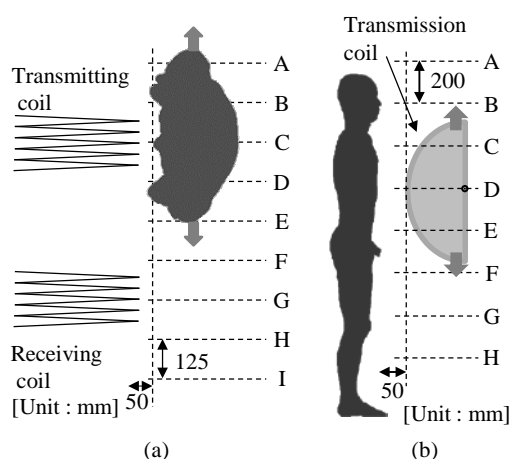 Transmitting
coil
A
B
C
D
E
F
G
H
I
125
Receiving
coil
50
[Unit : mm]
(a)
Transmission
coil
A
200
B
C
D
E
F
G
H
50
[Unit : mm]
(b)